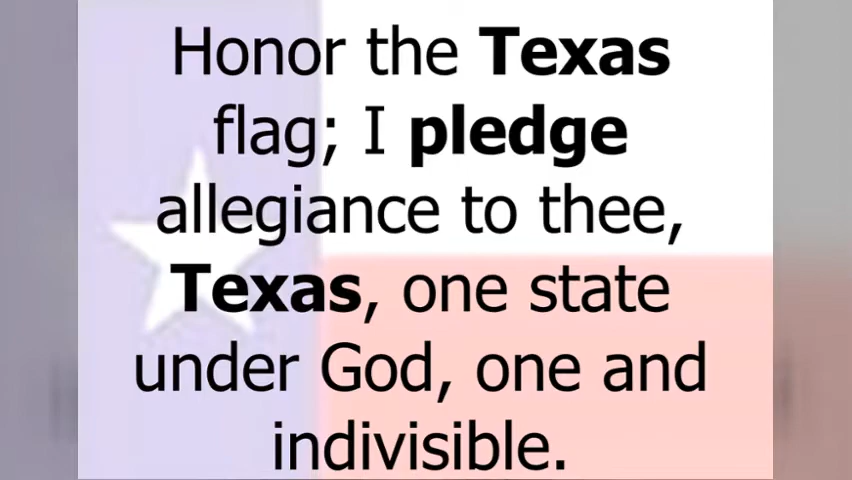 Honor the Texas
flag; I pledge
allegiance to thee,
Texas, one state
under God, one and
indivisible.